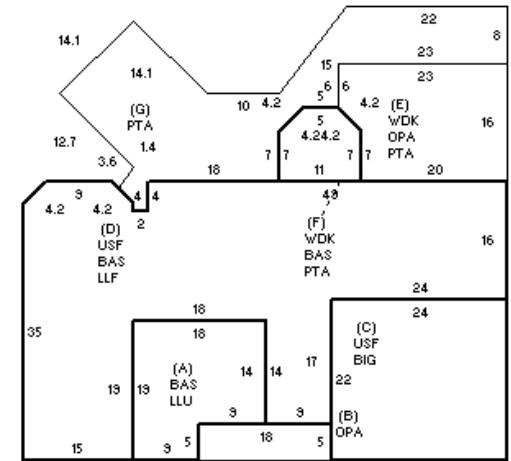 22
14.1
8
23
15
23
14.1
6 6
4.2
5
4.2
10
(G)
PTA
(E)
WDK
OPA
PTA
5
4.24.2
16
12.7
1.4
3.6
7 7
7
18
11
20
9
4 4
4.2
4.2
2
(D)
USF
BAS
LLF
(F)
WDK
BAS
PTA
16
24
24
18
18
35
(C)
USF
BIG
17
14 14
(A)
BAS
LLU
19 19
22
9
9
(B)
OPA
18
5
5
15
9